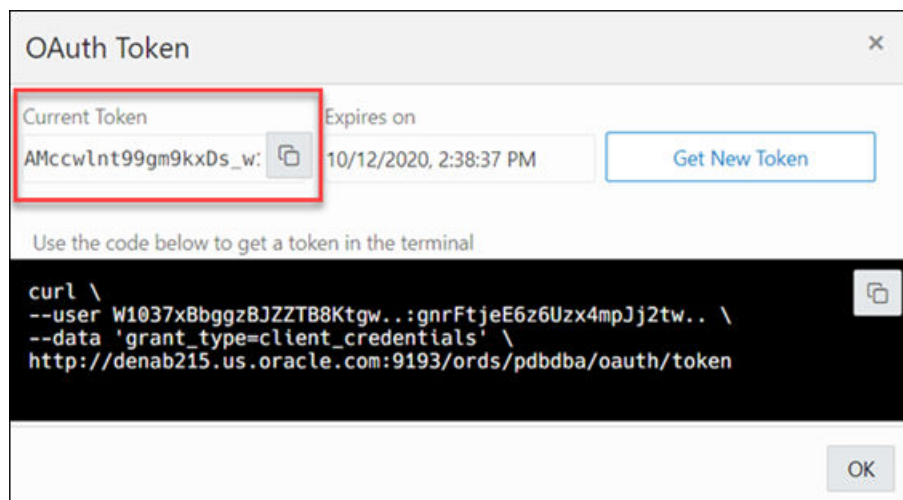 OAuth Token
Current Token
Expires on
AMccwlnt99gm9kxDs_w
10/12/2020, 2:38:37 PM
Get New Token
Use the code below to get a token in the terminal
curl \
--user W1037xBbggzBJZZTB8Ktgw..:gnrFtjeE6z6Uzx4mpJj2tw.. \
--data 'grant_type=client_credentials' \
http://denab215.us.oracle.com:9193/ords/pdbdba/oauth/token
OK